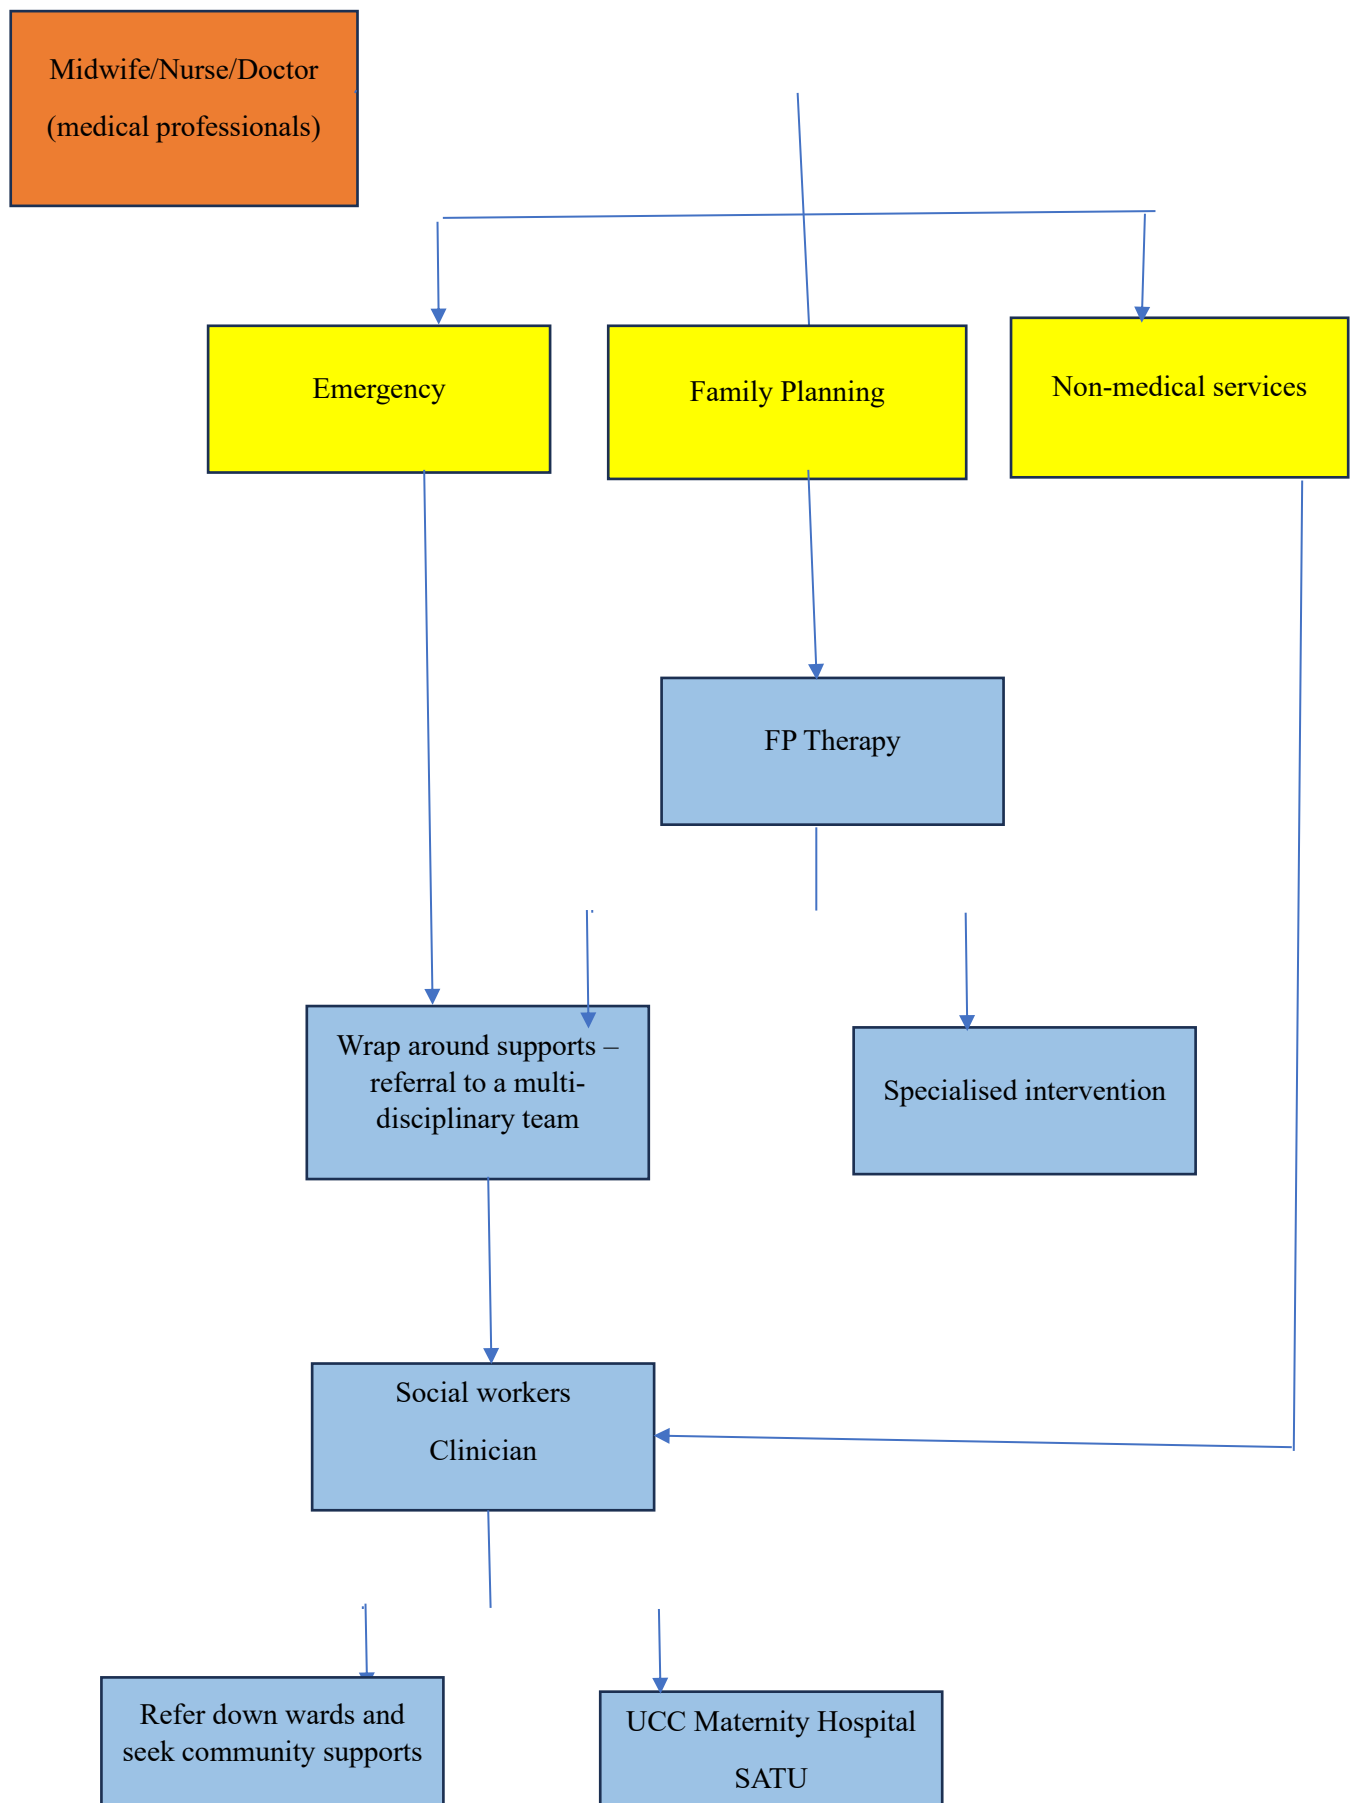 Midwife/Nurse/Doctor
(medical professionals)
Emergency
Family Planning
Non-medical services
FP Therapy
Wrap around supports –
referral to a multi-
disciplinary team
Specialised intervention
Social workers
Clinician
Refer down wards and
seek community supports
UCC Maternity Hospital
SATU